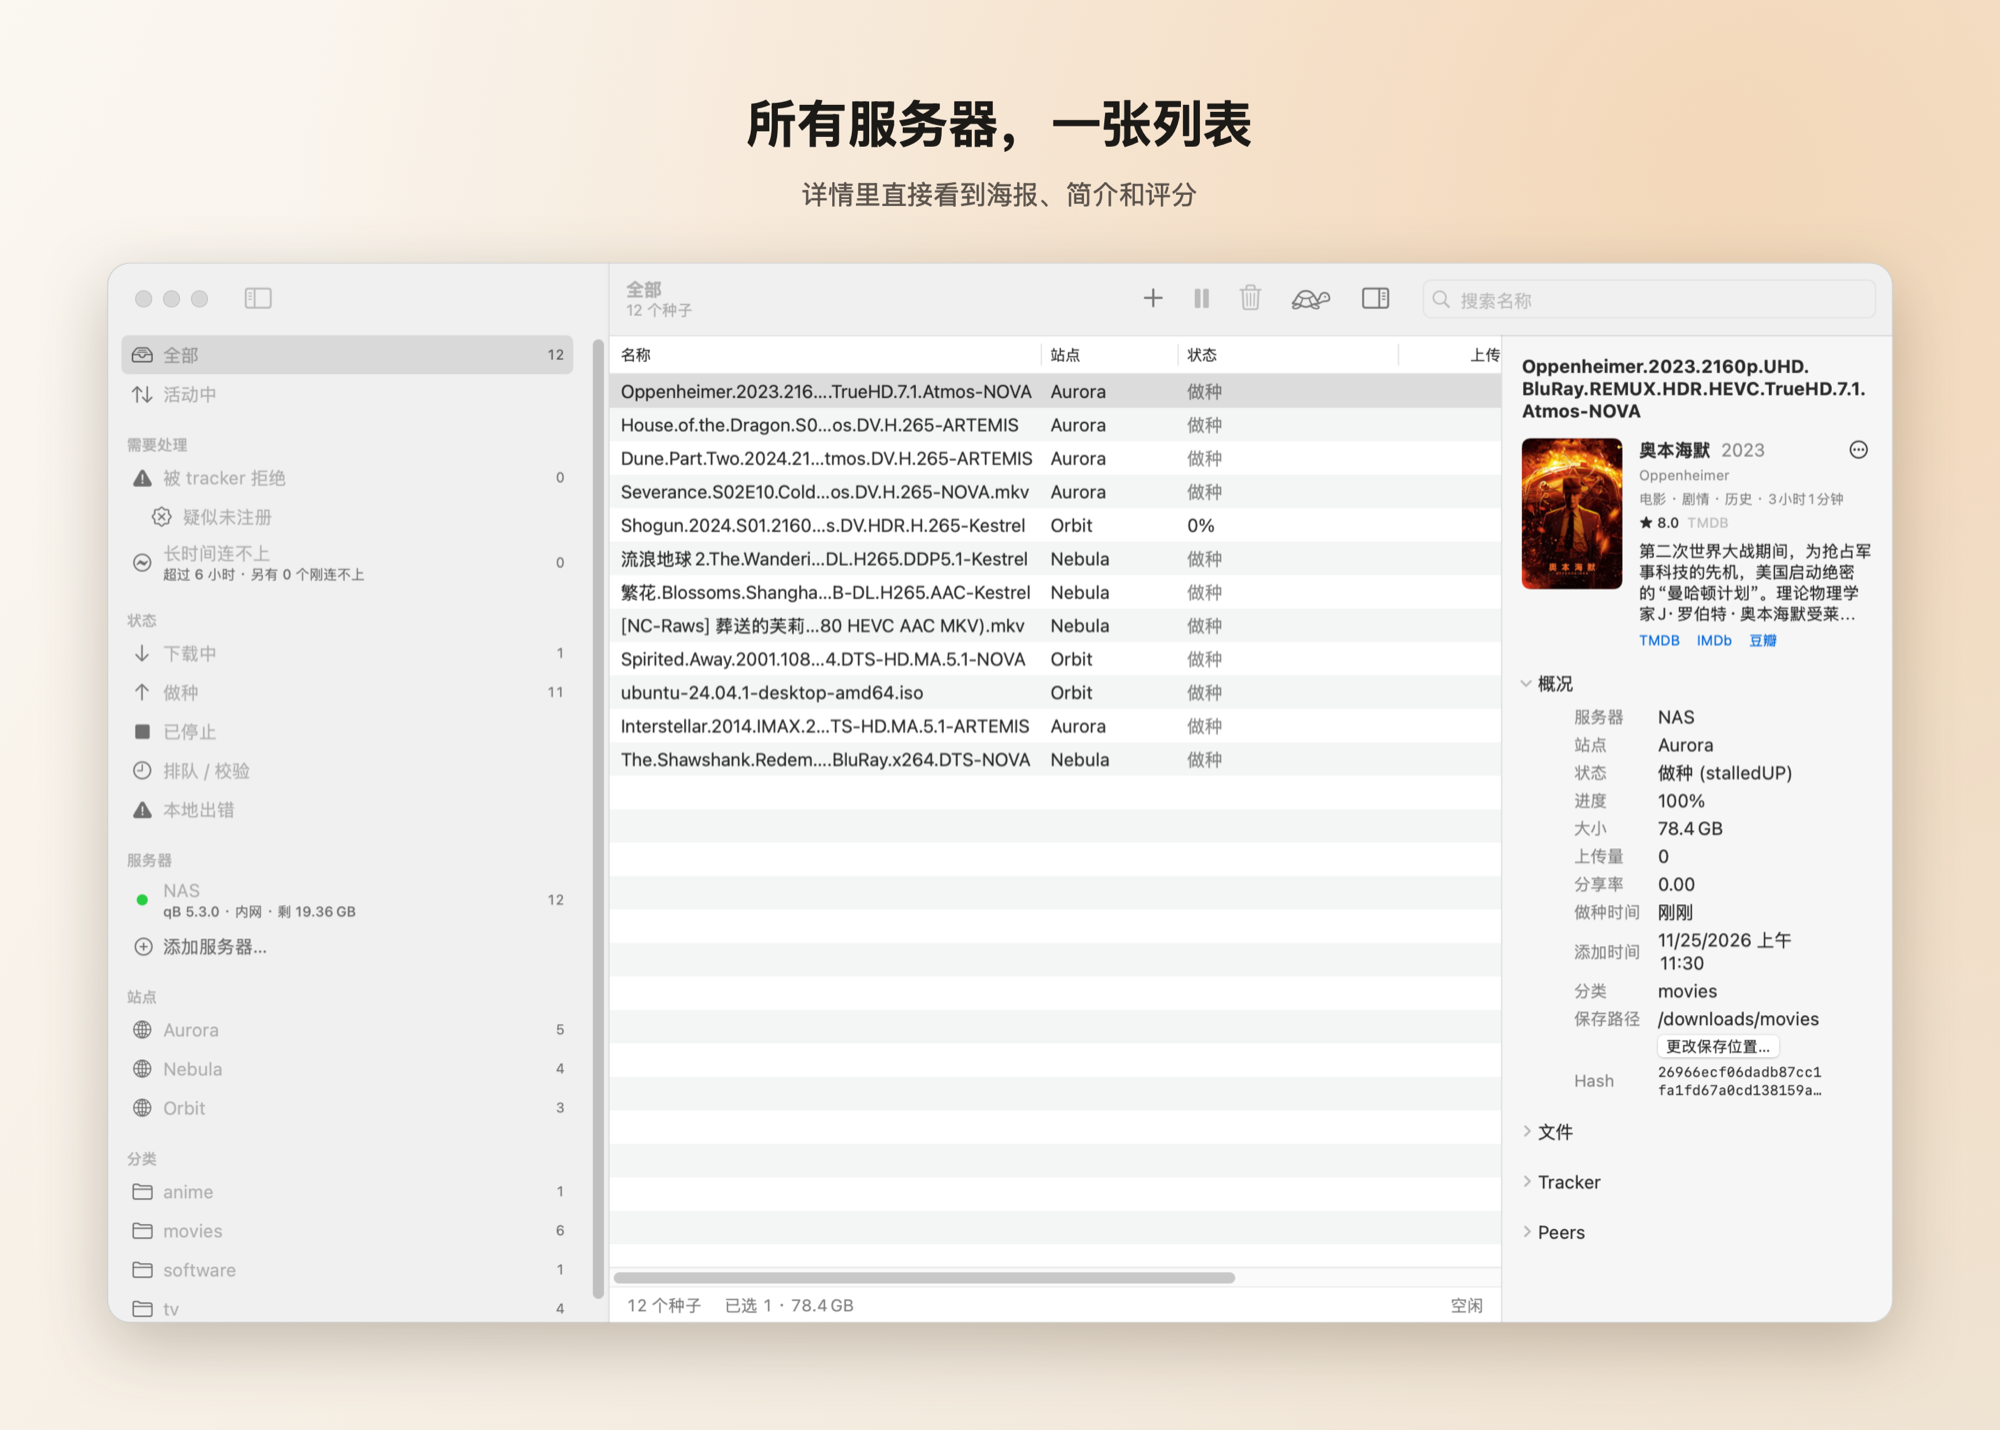 所有服务器，一张列表
详情里直接看到海报、简介和评分
全部
12 个种子
搜索名称
全部 12
活动中
需要处理
被 tracker 拒绝 0
疑似未注册
长时间连不上 0
超过 6 小时 · 另有 0 个刚连不上
状态
下载中 1
做种 11
已停止
排队 / 校验
本地出错
服务器
NAS 12
qB 5.3.0 · 内网 · 剩 19.36 GB
添加服务器...
站点
Aurora 5
Nebula 4
Orbit 3
分类
anime 1
movies 6
software 1
tv 4
名称 站点 状态 上传
Oppenheimer.2023.216....TrueHD.7.1.Atmos-NOVA Aurora 做种
House.of.the.Dragon.S0...os.DV.H.265-ARTEMIS Aurora 做种
Dune.Part.Two.2024.21...tmos.DV.H.265-ARTEMIS Aurora 做种
Severance.S02E10.Cold...os.DV.H.265-NOVA.mkv Aurora 做种
Shogun.2024.S01.2160...s.DV.HDR.H.265-Kestrel Orbit 0%
流浪地球 2.The.Wanderi...DL.H265.DDP5.1-Kestrel Nebula 做种
繁花.Blossoms.Shangha...B-DL.H265.AAC-Kestrel Nebula 做种
[NC-Raws] 葬送的芙莉...80 HEVC AAC MKV).mkv Nebula 做种
Spirited.Away.2001.108...4.DTS-HD.MA.5.1-NOVA Orbit 做种
ubuntu-24.04.1-desktop-amd64.iso Orbit 做种
Interstellar.2014.IMAX.2...TS-HD.MA.5.1-ARTEMIS Aurora 做种
The.Shawshank.Redem....BluRay.x264.DTS-NOVA Nebula 做种
12 个种子 已选 1 · 78.4 GB 空闲
Oppenheimer.2023.2160p.UHD.
BluRay.REMUX.HDR.HEVC.TrueHD.7.1.
Atmos-NOVA
奥本海默
奥本海默 2023
Oppenheimer
电影 · 剧情 · 历史 · 3小时1分钟
★ 8.0 TMDB
第二次世界大战期间，为抢占军
事科技的先机，美国启动绝密
的“曼哈顿计划”。理论物理学
家J·罗伯特·奥本海默受莱...
TMDB IMDb 豆瓣
概况
服务器 NAS
站点 Aurora
状态 做种 (stalledUP)
进度 100%
大小 78.4 GB
上传量 0
分享率 0.00
做种时间 刚刚
添加时间 11/25/2026 上午
11:30
分类 movies
保存路径 /downloads/movies
更改保存位置...
Hash 26966ecf06dadb87cc1
fa1fd67a0cd138159a...
文件
Tracker
Peers